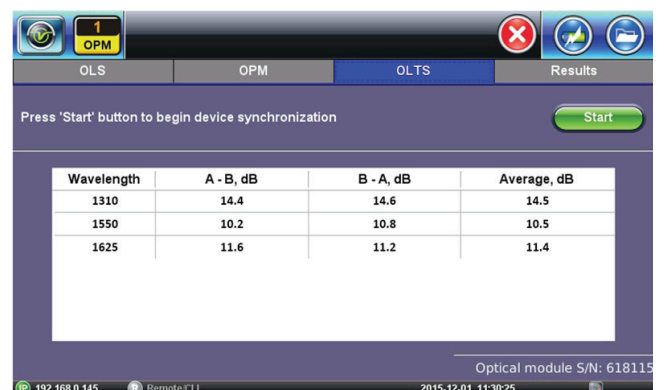 1
OPM
OLS OPM OLTS Results
Press 'Start' button to begin device synchronization Start
Wavelength A - B, dB B - A, dB Average, dB
1310 14.4 14.6 14.5
1550 10.2 10.8 10.5
1625 11.6 11.2 11.4
Optical module S/N: 618115
IP 192.168.0.145 R Remote/CLI 2015-12-01 11:30:25